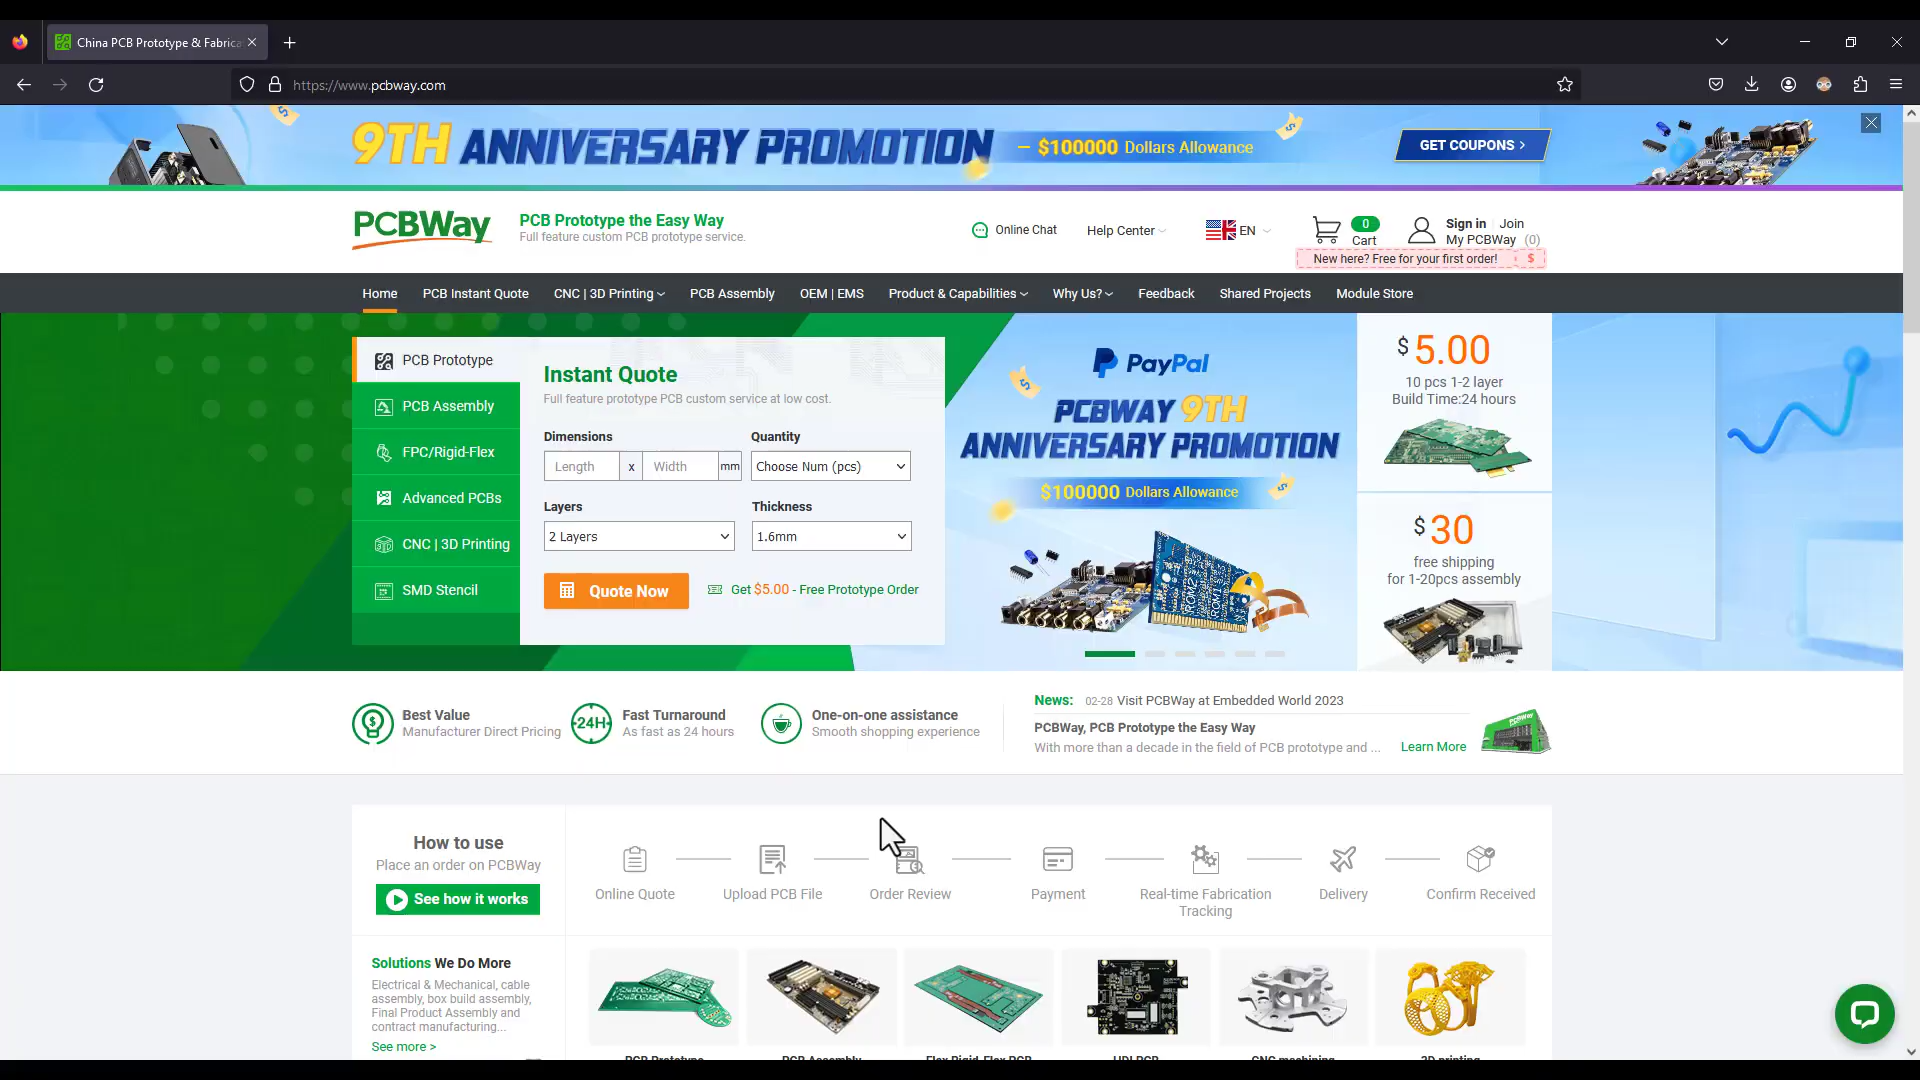 China PCB Prototype & Fabrica
https://www.pcbway.com
9TH ANNIVERSARY PROMOTION – $100000 Dollars Allowance
GET COUPONS >
PCBWay
PCB Prototype the Easy Way
Full feature custom PCB prototype service.
Online Chat
Help Center
EN
0
Cart
Sign in
Join
My PCBWay (0)
New here? Free for your first order! $
Home
PCB Instant Quote
CNC | 3D Printing
PCB Assembly
OEM | EMS
Product & Capabilities
Why Us?
Feedback
Shared Projects
Module Store
PCB Prototype
PCB Assembly
FPC/Rigid-Flex
Advanced PCBs
CNC | 3D Printing
SMD Stencil
Instant Quote
Full feature prototype PCB custom service at low cost.
Dimensions
Quantity
Length x Width mm
Choose Num (pcs)
Layers
Thickness
2 Layers
1.6mm
Quote Now
Get $5.00 - Free Prototype Order
PayPal
PCBWAY 9TH
ANNIVERSARY PROMOTION
$100000 Dollars Allowance
$ 5.00
10 pcs 1-2 layer
Build Time:24 hours
$ 30
free shipping
for 1-20pcs assembly
Best Value
Manufacturer Direct Pricing
24H
Fast Turnaround
As fast as 24 hours
One-on-one assistance
Smooth shopping experience
News: 02-28 Visit PCBWay at Embedded World 2023
PCBWay, PCB Prototype the Easy Way
With more than a decade in the field of PCB prototype and ...
Learn More
How to use
Place an order on PCBWay
See how it works
Online Quote
Upload PCB File
Order Review
Payment
Real-time Fabrication
Tracking
Delivery
Confirm Received
Solutions We Do More
Electrical & Mechanical, cable
assembly, box build assembly,
Final Product Assembly and
contract manufacturing...
See more >
PCB Prototype
PCB Assembly
Flex Rigid-Flex PCB
HDI PCB
CNC machining
3D printing